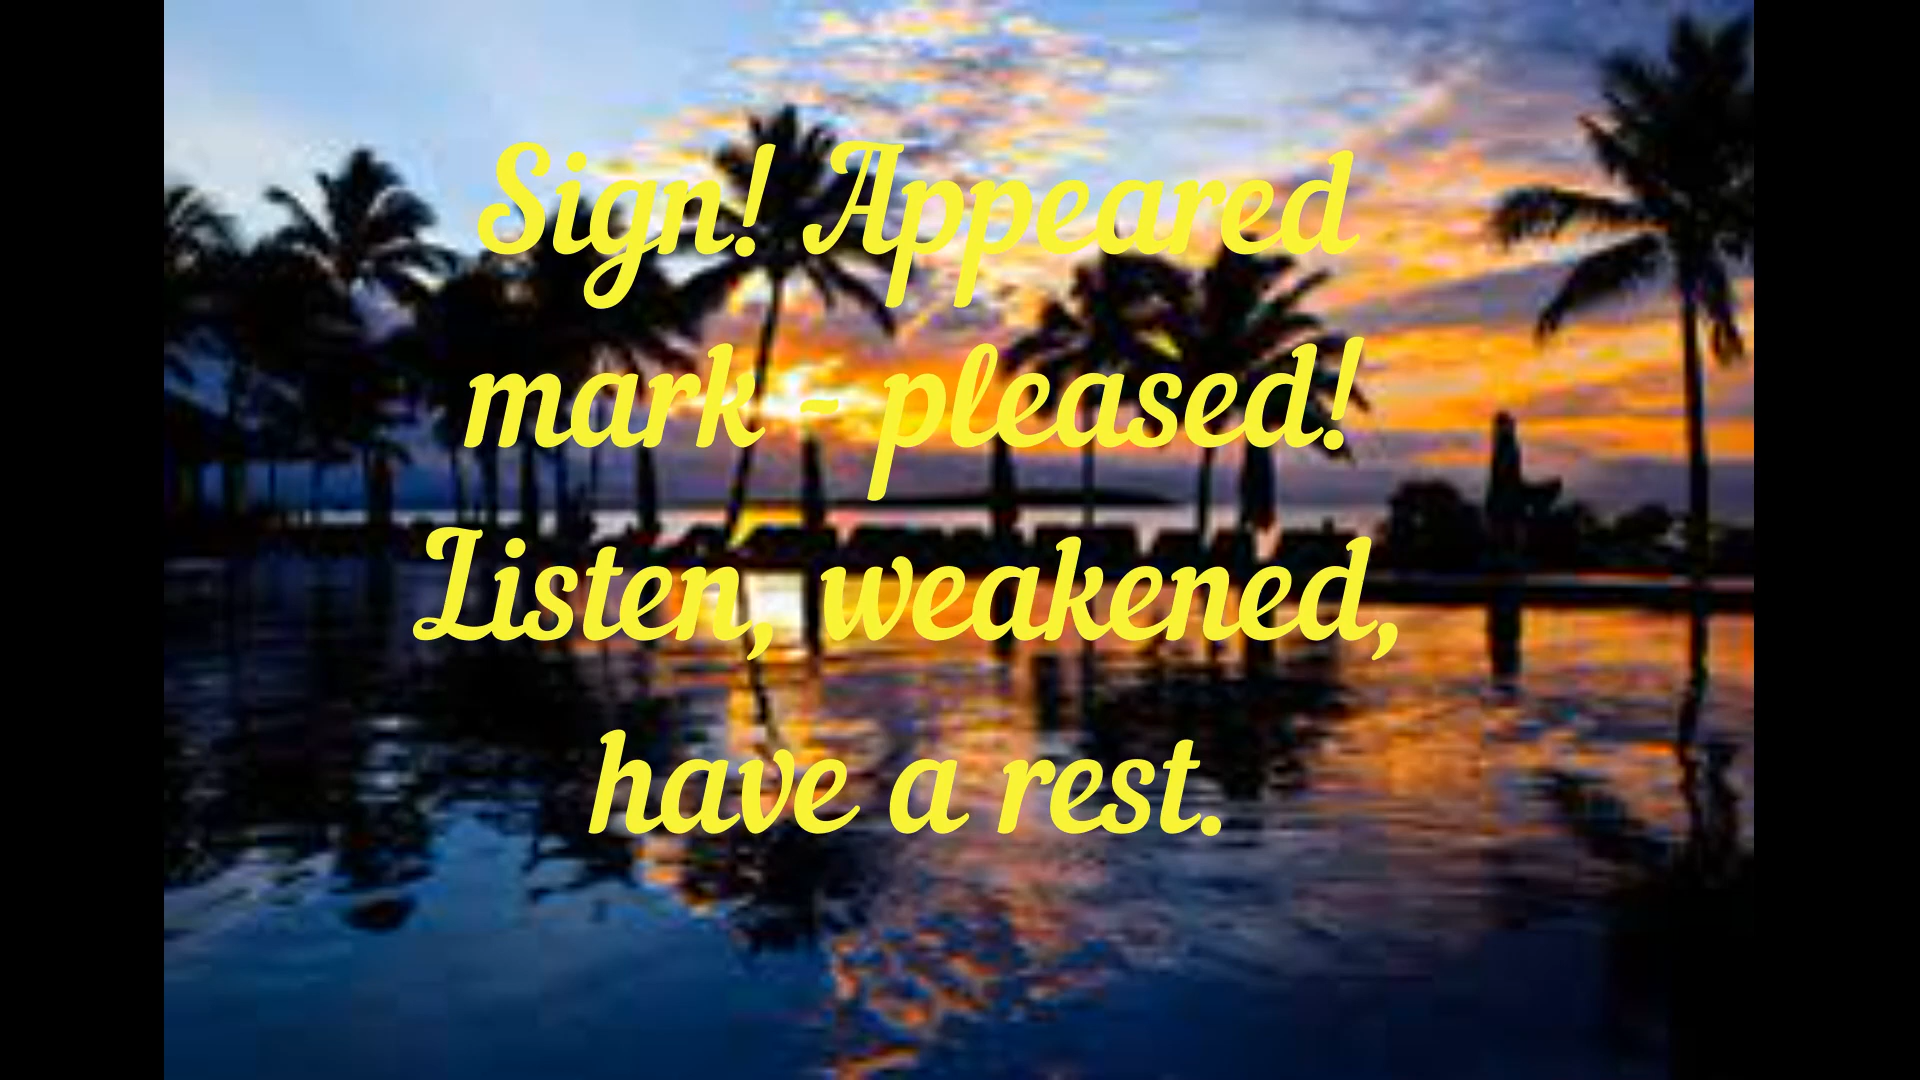 Sign! Appeared
mark - pleased!
Listen, weakened,
have a rest.